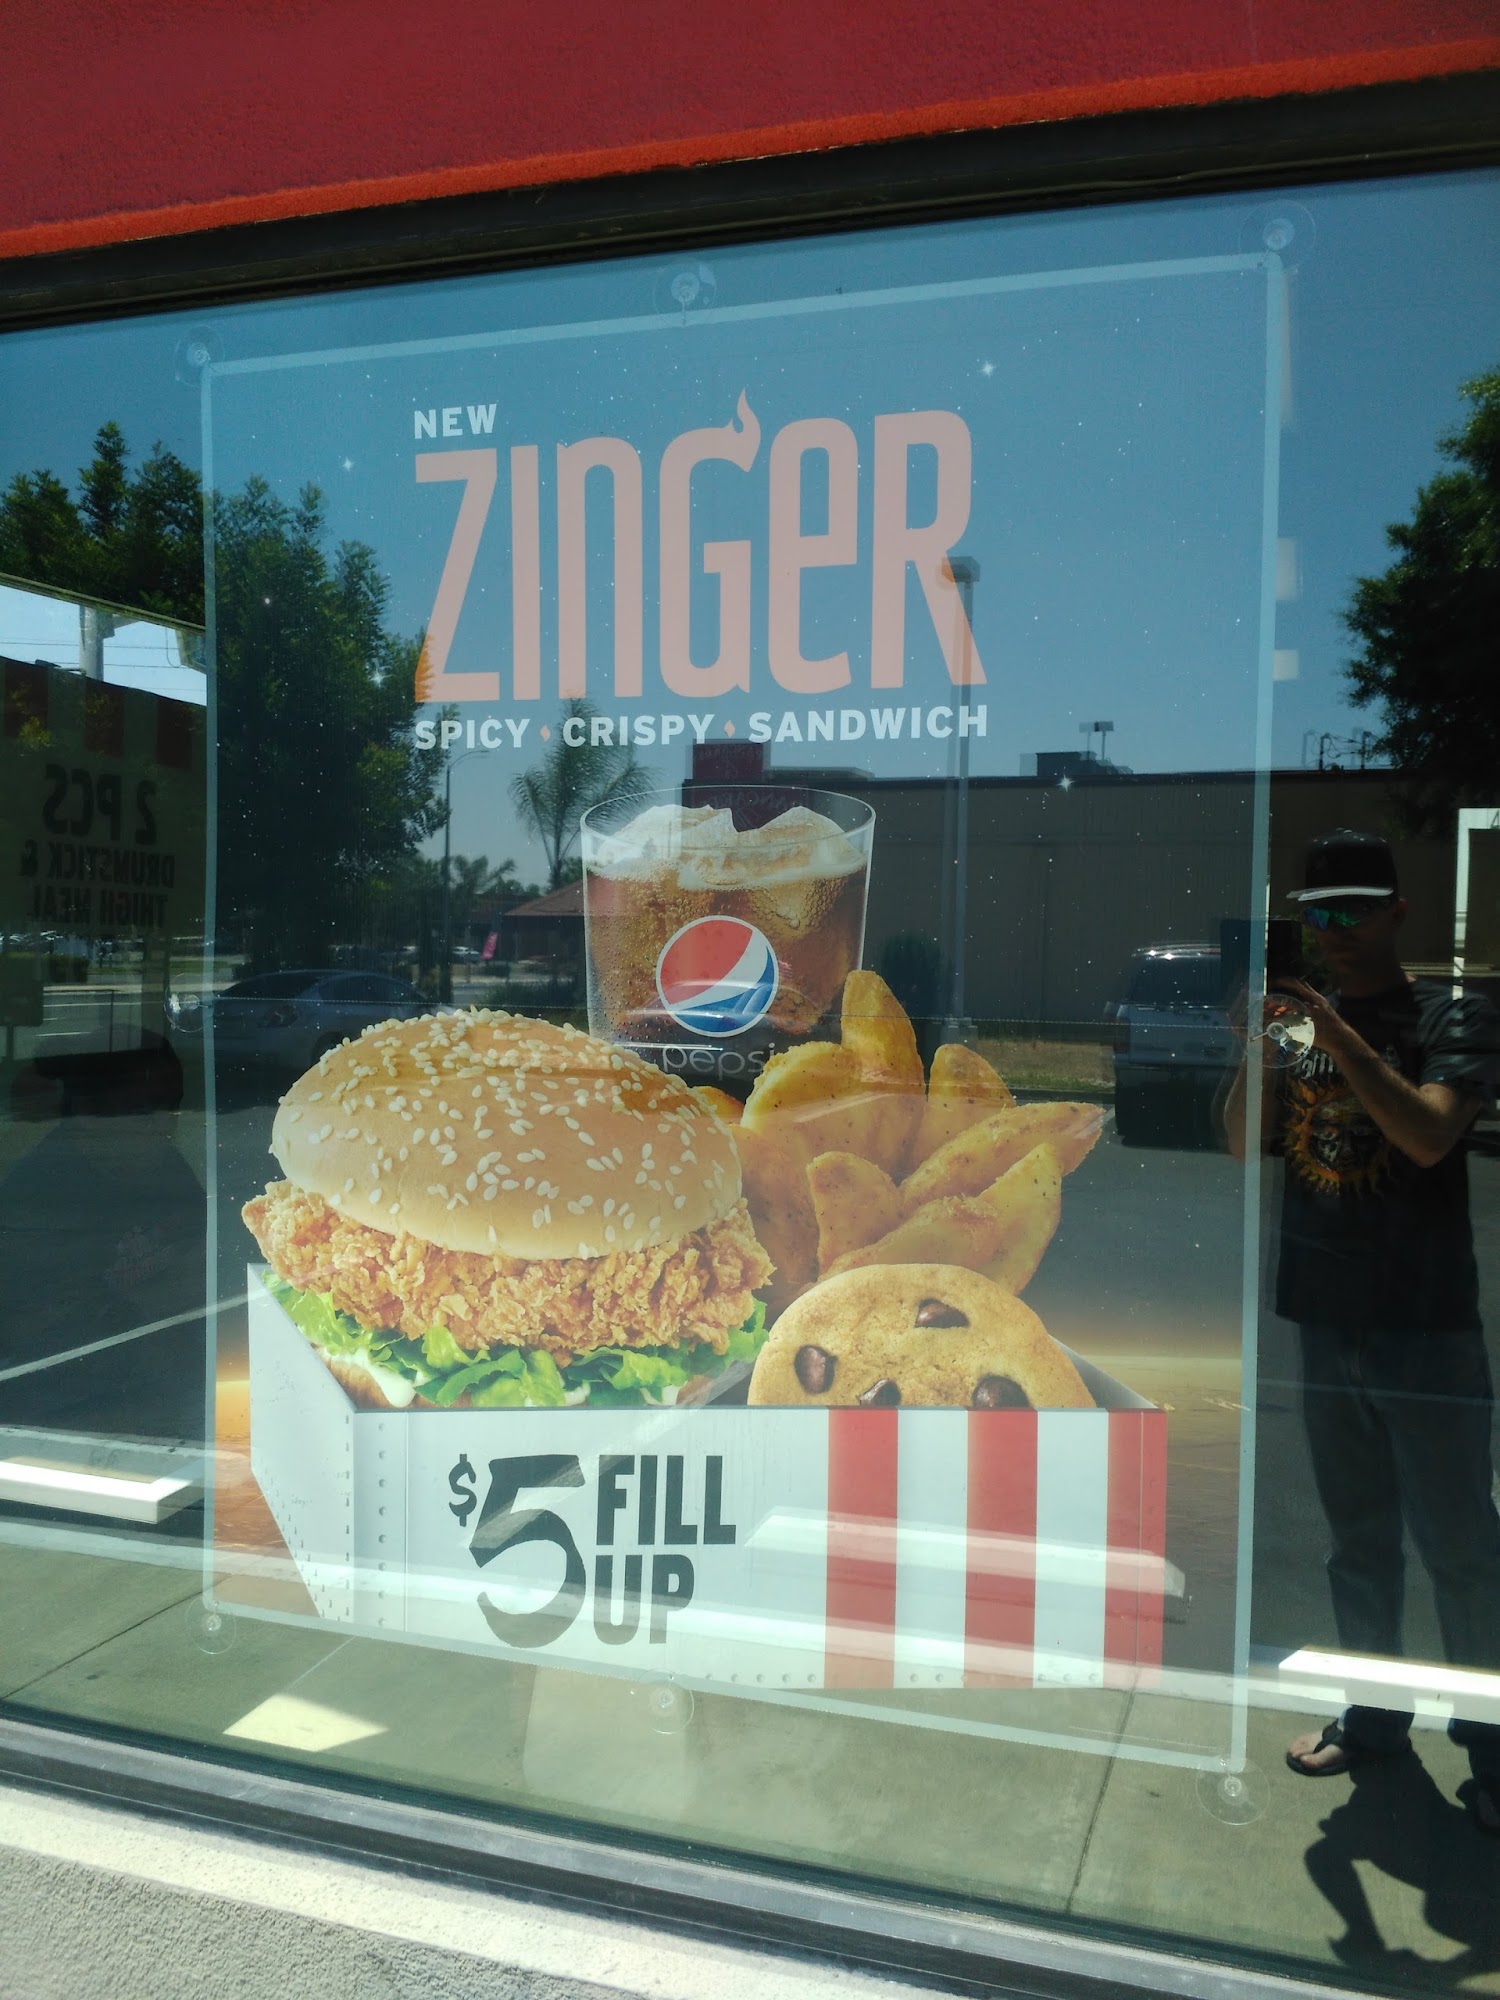 NEW
ZINGER
SPICY · CRISPY · SANDWICH
pepsi
$5 FILL
UP
2 PCS
DRUMSTICK &
THIGH MEAL